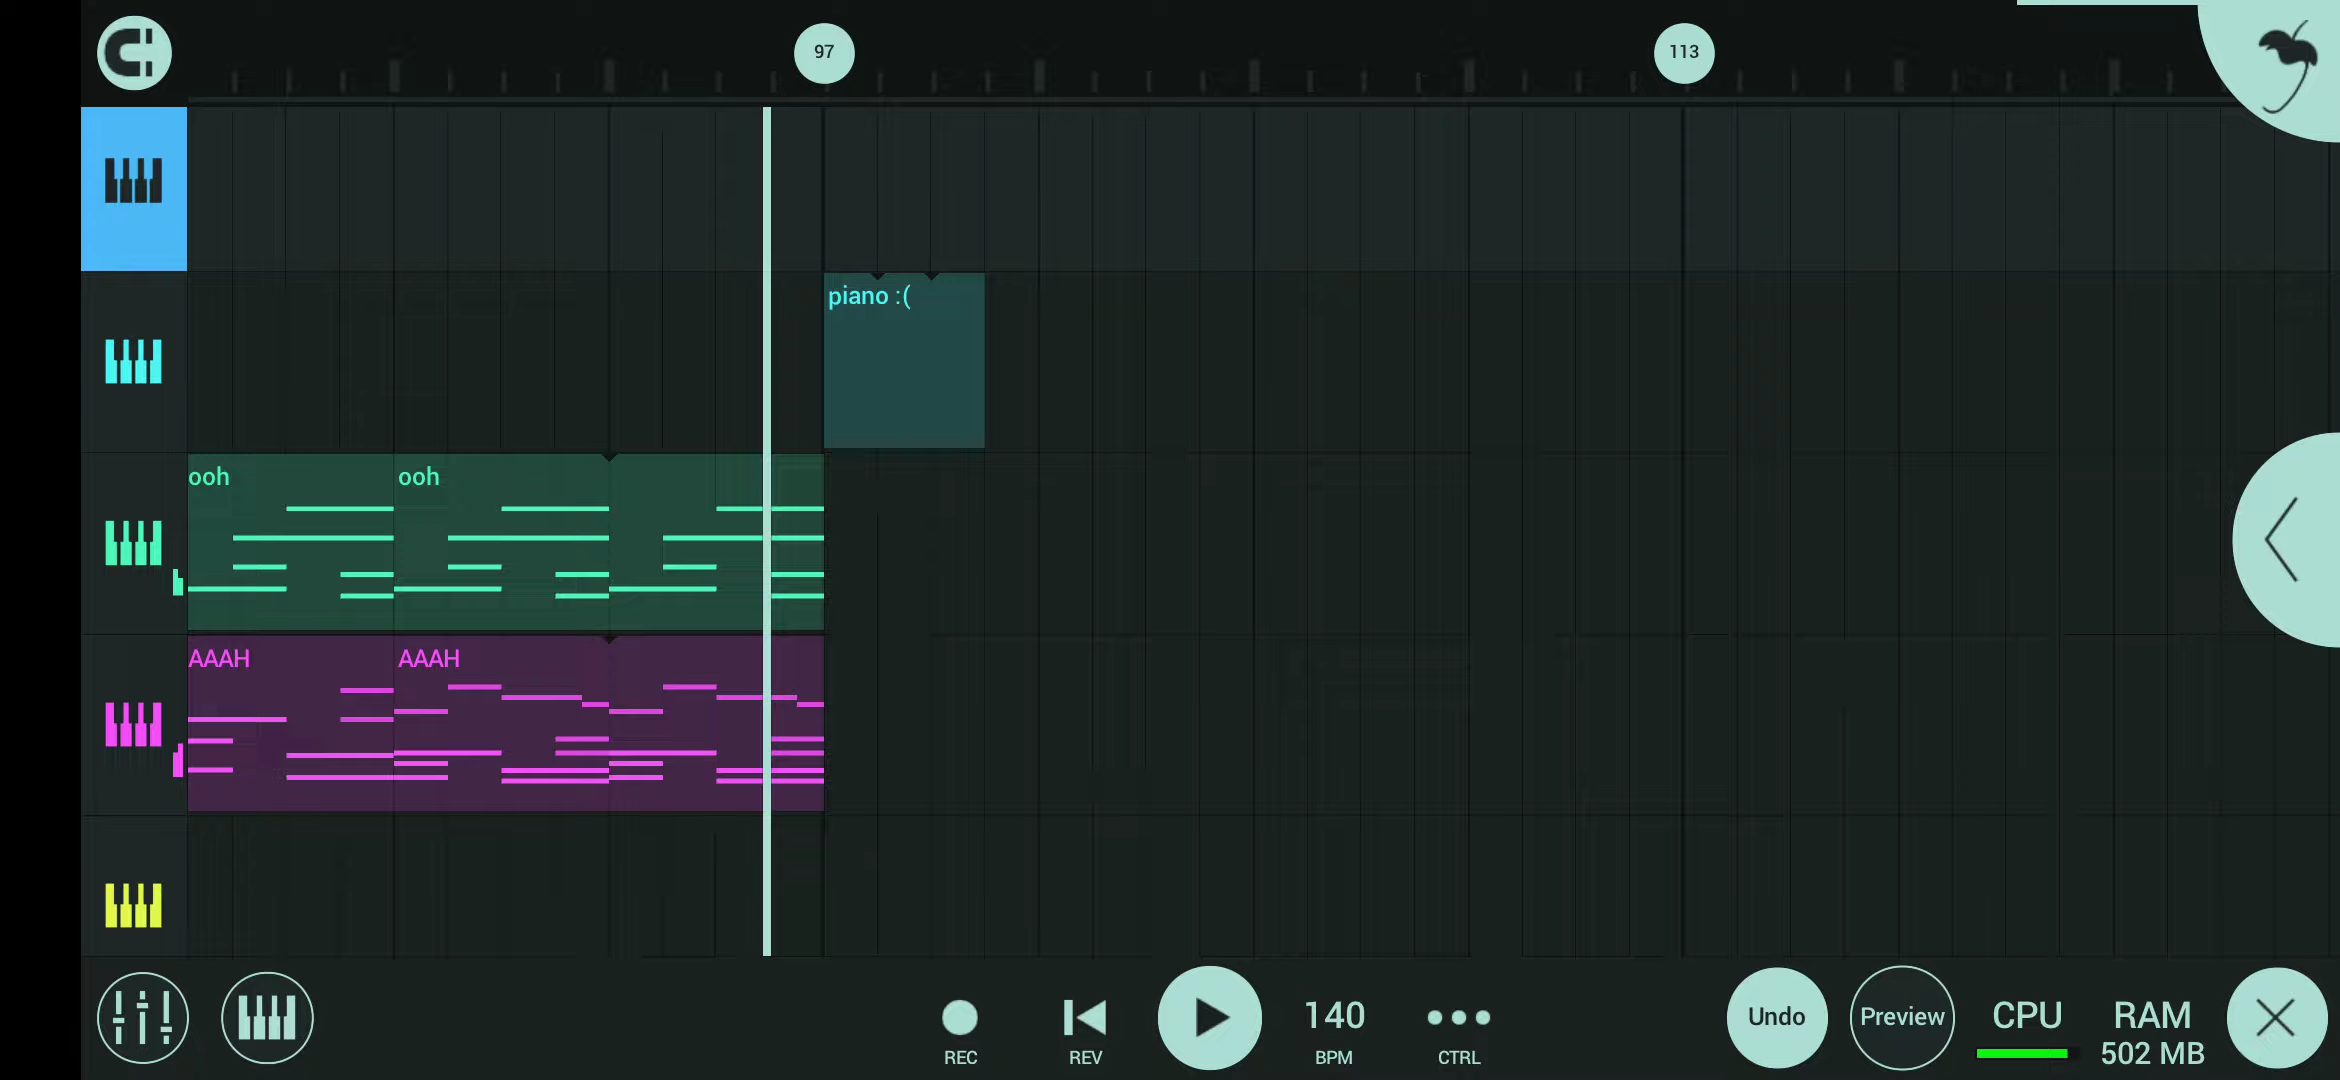 97
113
piano :(
ooh
ooh
AAAH
AAAH
REC
REV
140
BPM
CTRL
Undo
Preview
CPU
RAM
502 MB